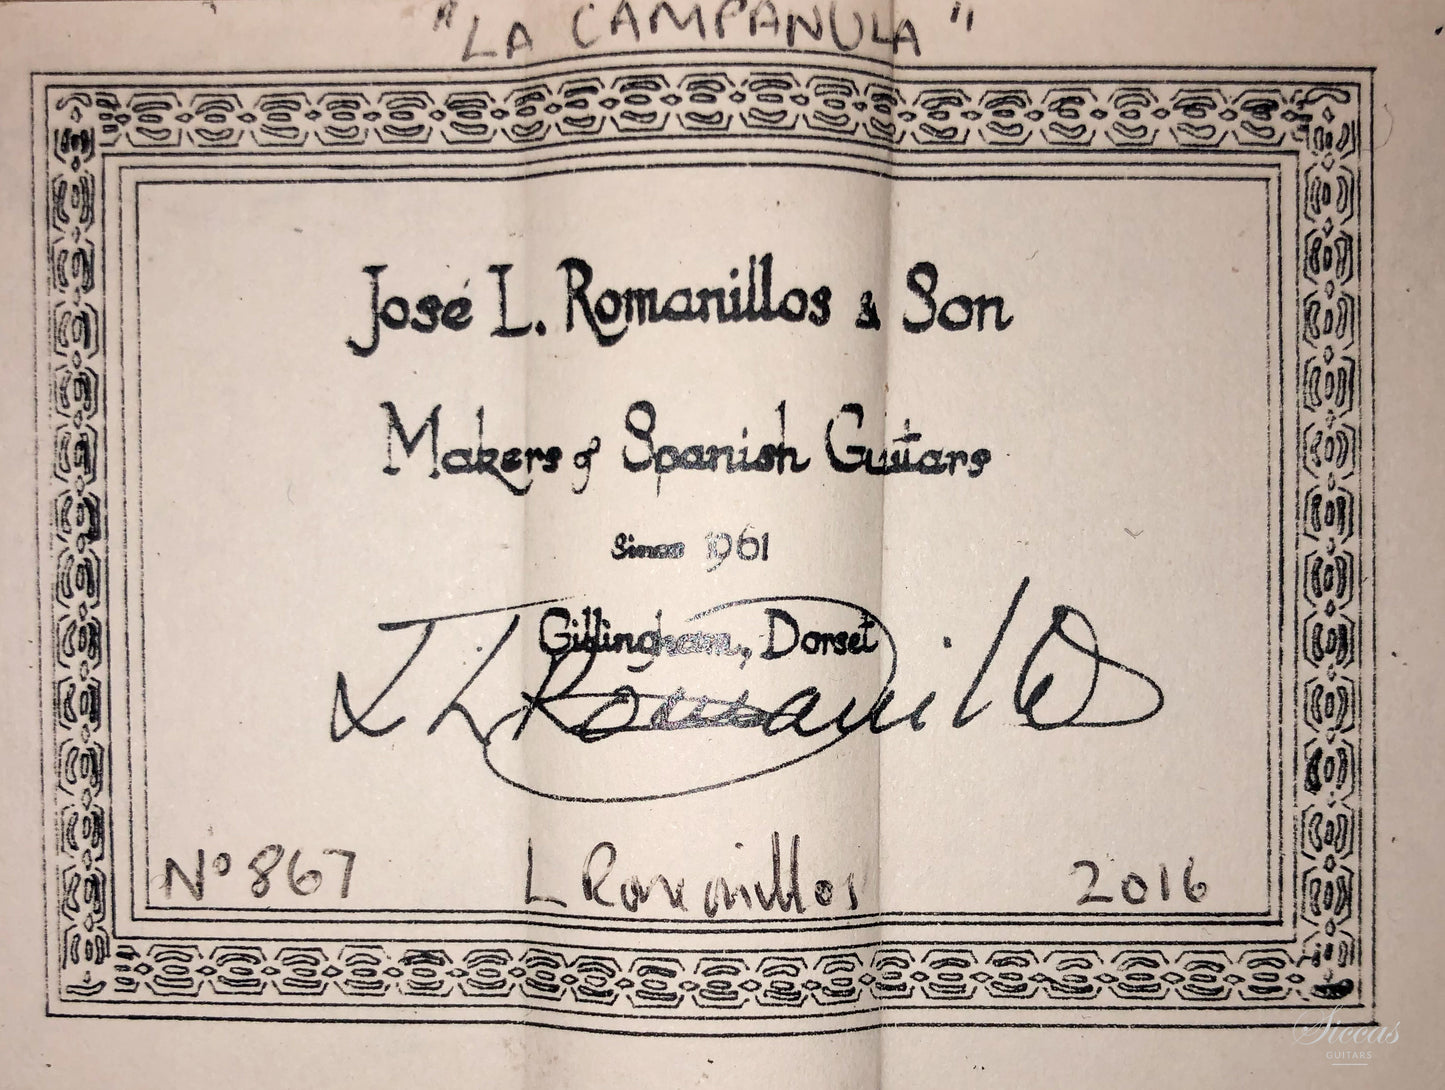 "LA CAMPANULA"
José L. Romanillos & Son
Makers of Spanish Guitars
Since 1961
Gillingham, Dorset
J L Romanillos
Nº 867 L Romanillos 2016
Siccas
GUITARS